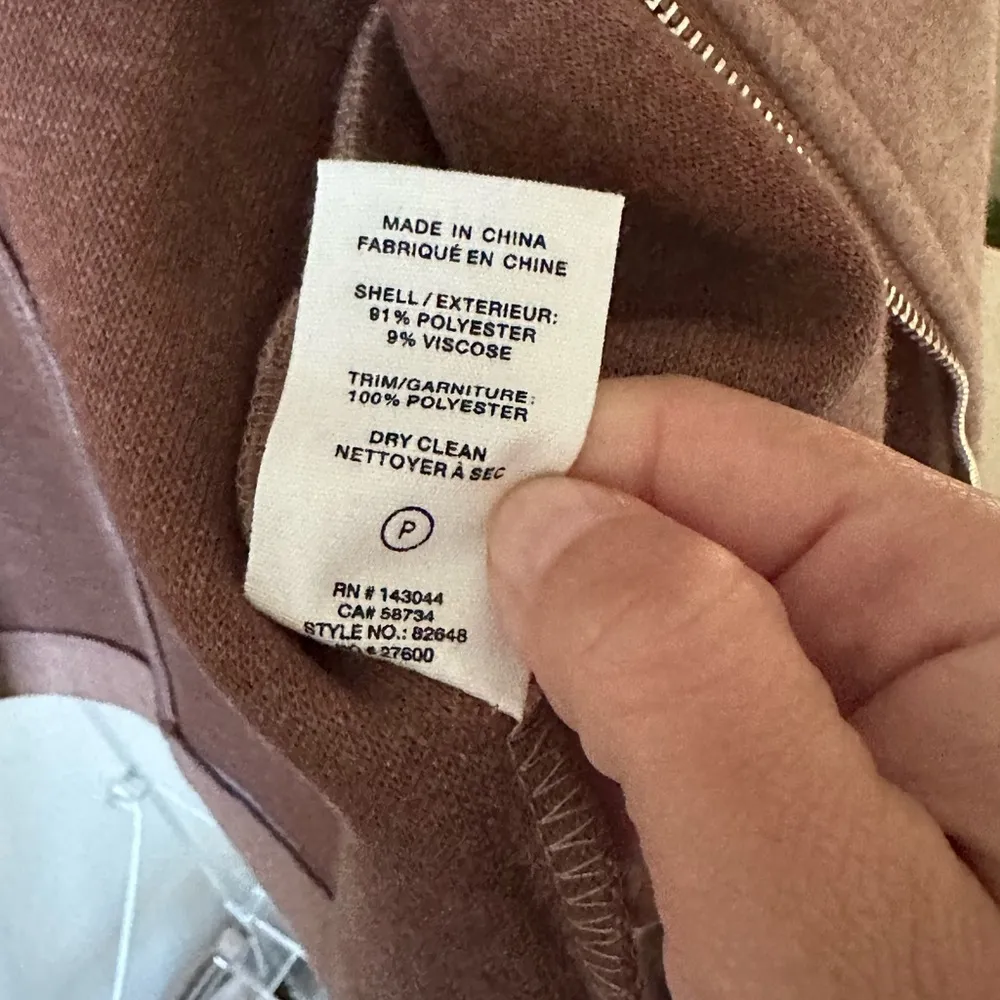 MADE IN CHINA
FABRIQUÉ EN CHINE
SHELL / EXTERIEUR:
91% POLYESTER
9% VISCOSE
TRIM/GARNITURE:
100% POLYESTER
DRY CLEAN
NETTOYER À SEC
P
RN # 143044
CA# 58734
STYLE NO.: 82648
# 27600